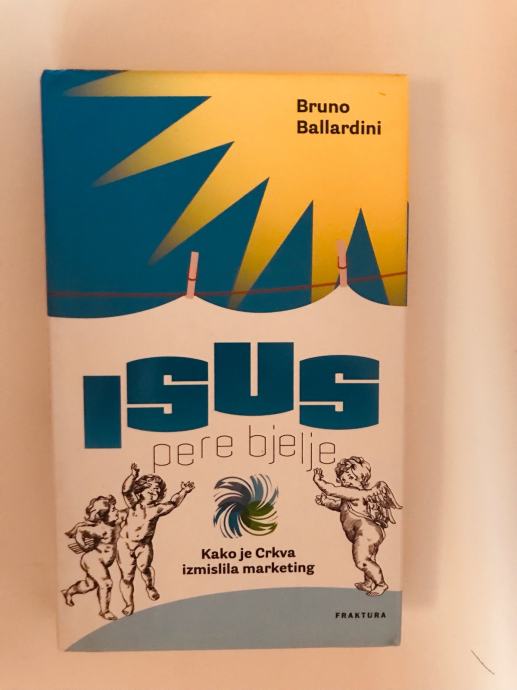 Bruno
Ballardini
ISUS
pere bjelje
Kako je Crkva
izmislila marketing
FRAKTURA